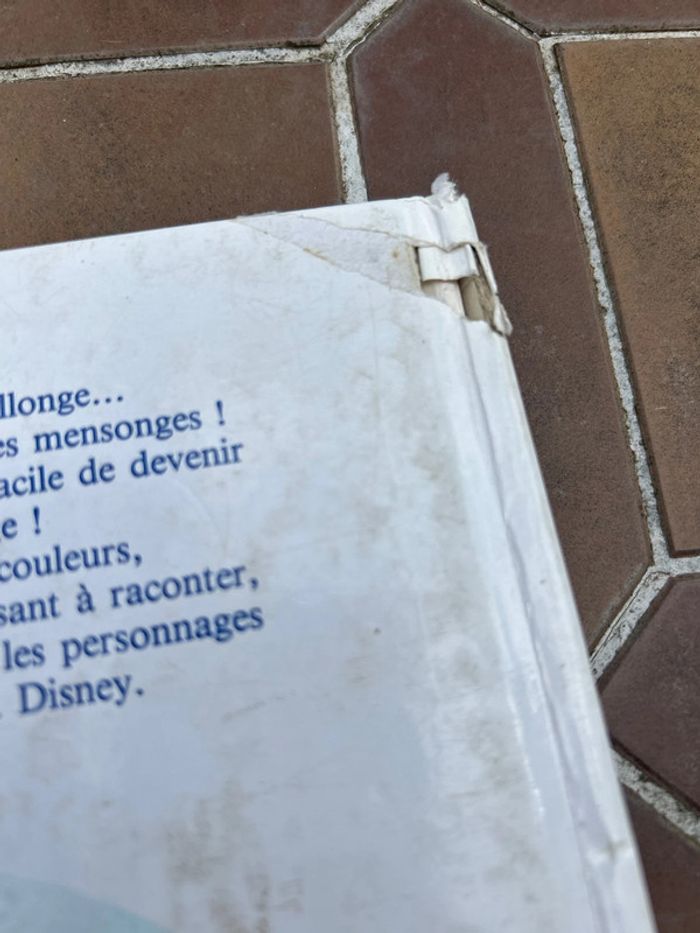 llonge...
es mensonges !
acile de devenir
e !
couleurs,
sant à raconter,
les personnages
Disney.